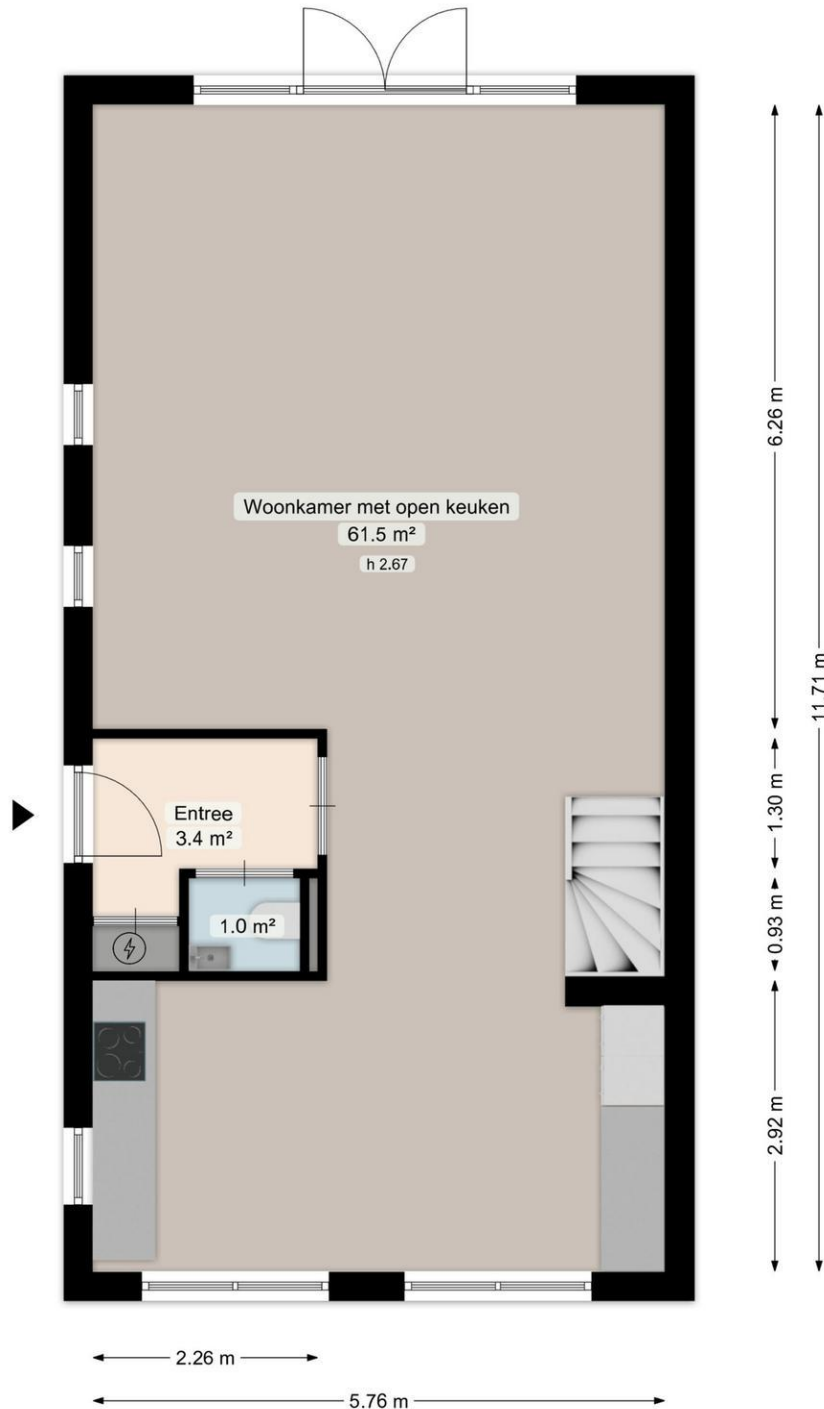 6.26 m
Woonkamer met open keuken
61.5 m²
h 2.67
11.71 m
1.30 m
Entree
3.4 m²
0.93 m
1.0 m²
2.92 m
2.26 m
5.76 m